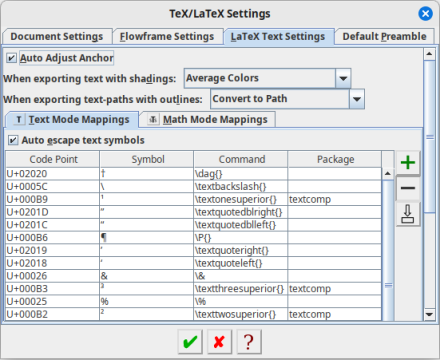 TeX/LaTeX Settings
Document Settings Flowframe Settings LaTeX Text Settings Default Preamble
Auto Adjust Anchor
When exporting text with shadings: Average Colors
When exporting text-paths with outlines: Convert to Path
T Text Mode Mappings Math Mode Mappings
Auto escape text symbols
Code Point Symbol Command Package
U+02020 † \dag{}
U+0005C \ \textbackslash{}
U+000B9 ¹ \textonesuperior{} textcomp
U+0201D ” \textquotedblright{}
U+0201C “ \textquotedblleft{}
U+000B6 ¶ \P{}
U+02019 ’ \textquoteright{}
U+02018 ‘ \textquoteleft{}
U+00026 & \&
U+000B3 ³ \textthreesuperior{} textcomp
U+00025 % \%
U+000B2 ² \texttwosuperior{} textcomp
?